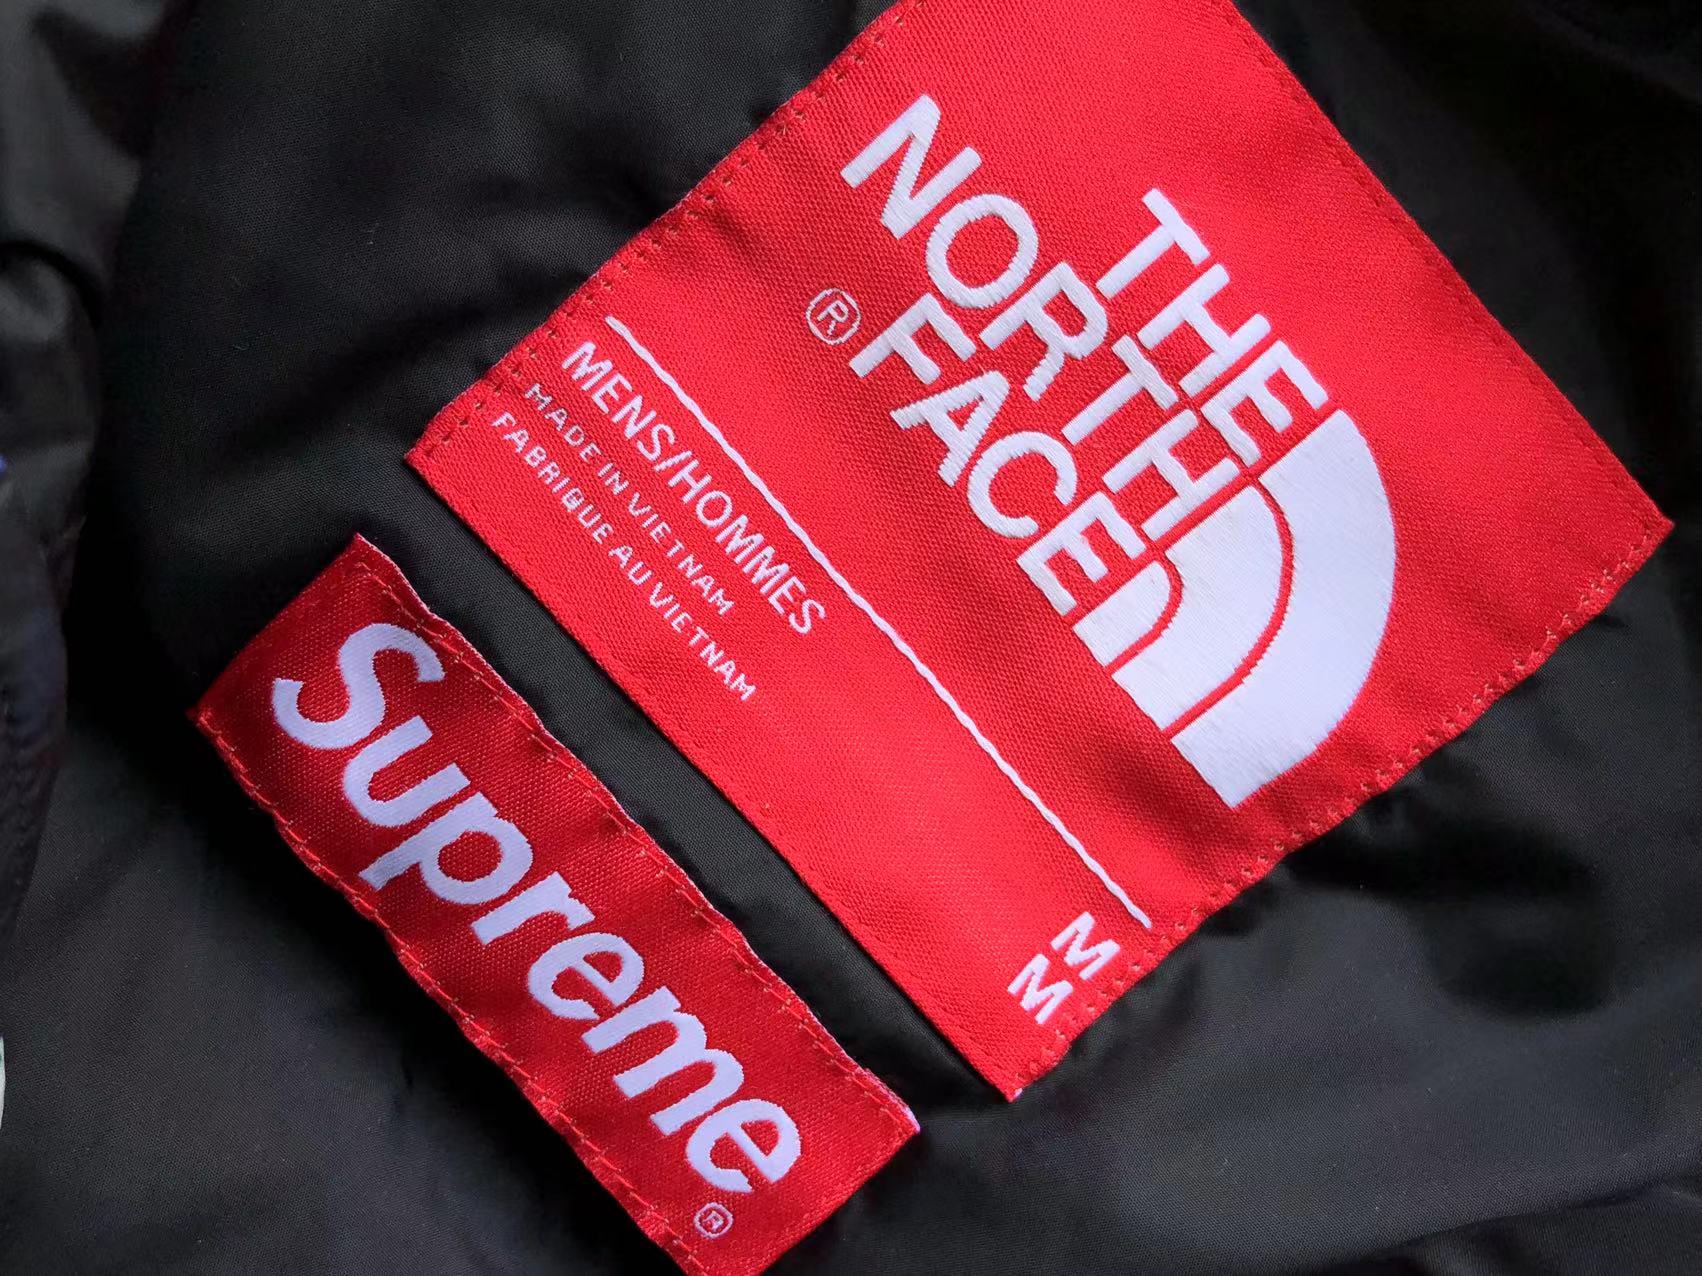 THE
NORTH
FACE®
MENS/HOMMES
MADE IN VIETNAM
FABRIQUE AU VIETNAM
M
M
Supreme®